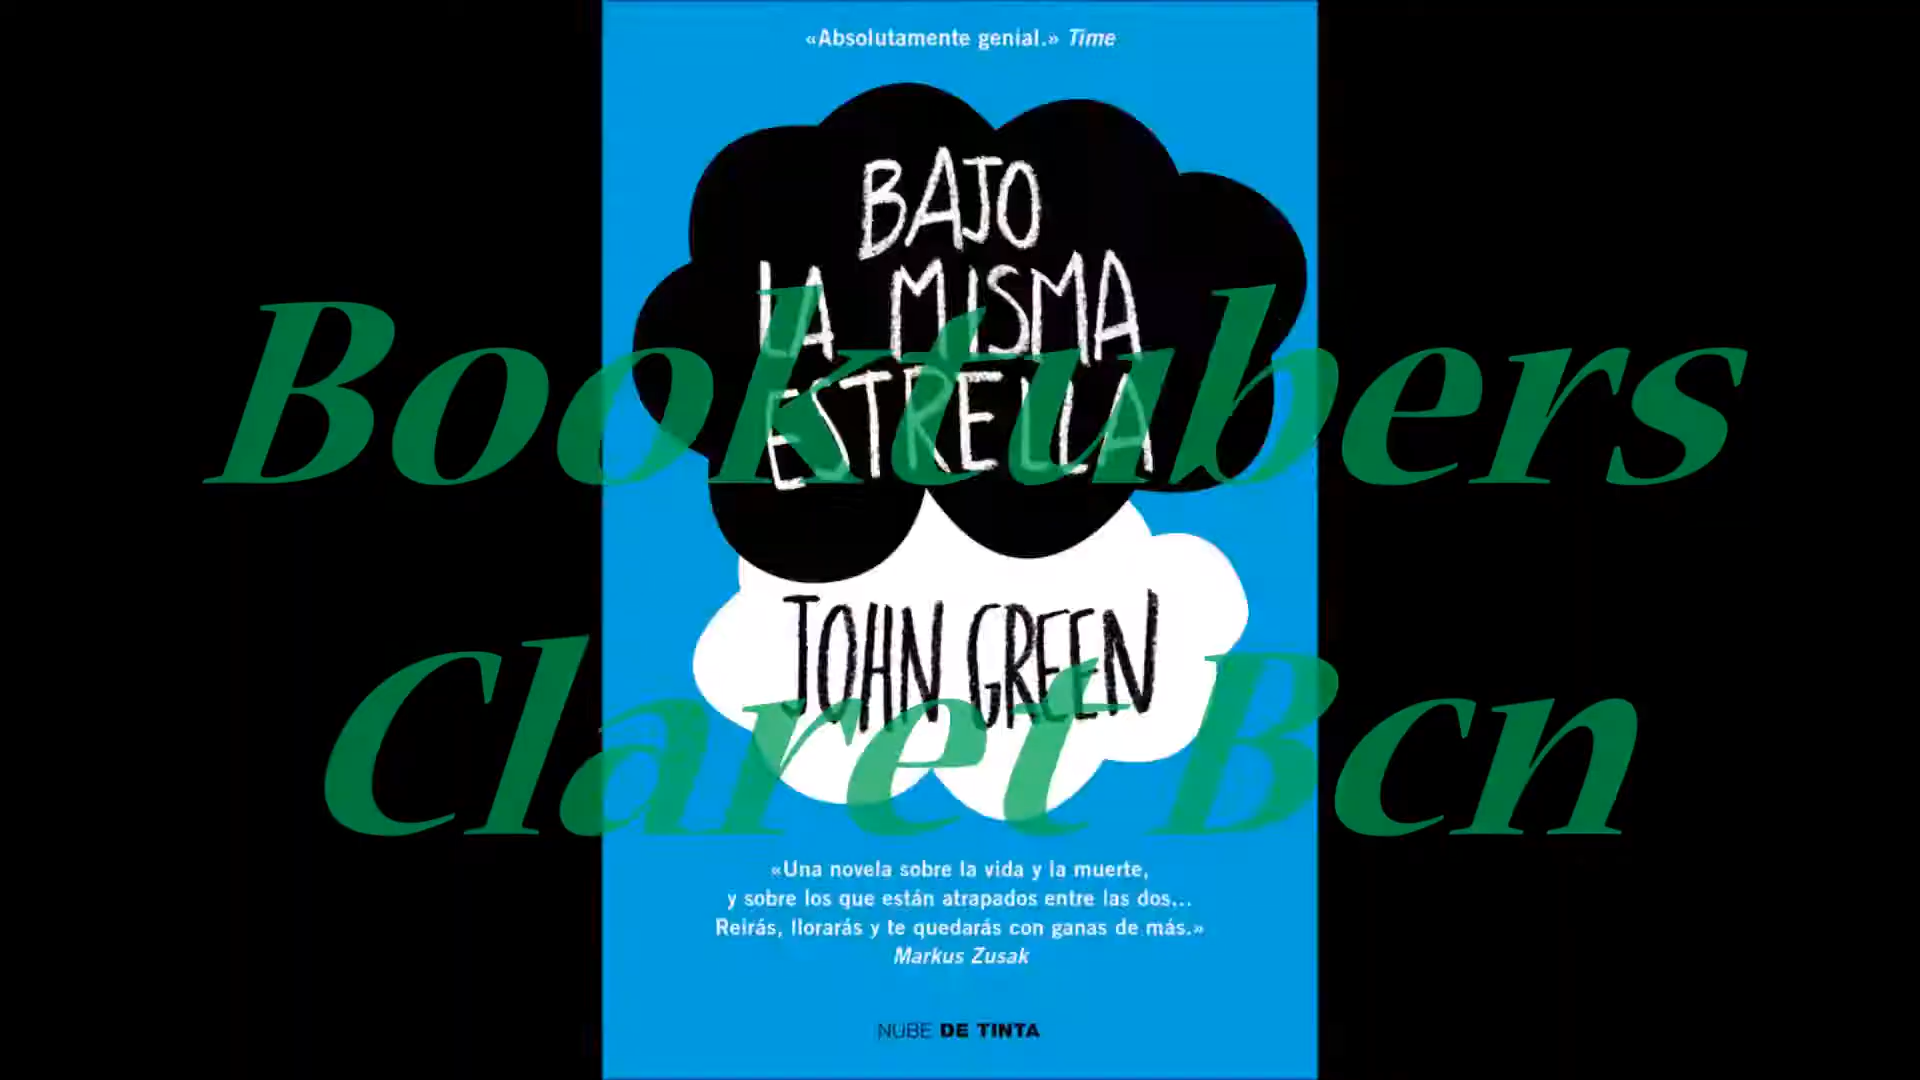 «Absolutamente genial.» Time
BAJO
LA MISMA
ESTRELLA
Booktubers
JOHN GREEN
Claret Bcn
«Una novela sobre la vida y la muerte,
y sobre los que están atrapados entre las dos...
Reirás, llorarás y te quedarás con ganas de más.»
Markus Zusak
NUBE DE TINTA